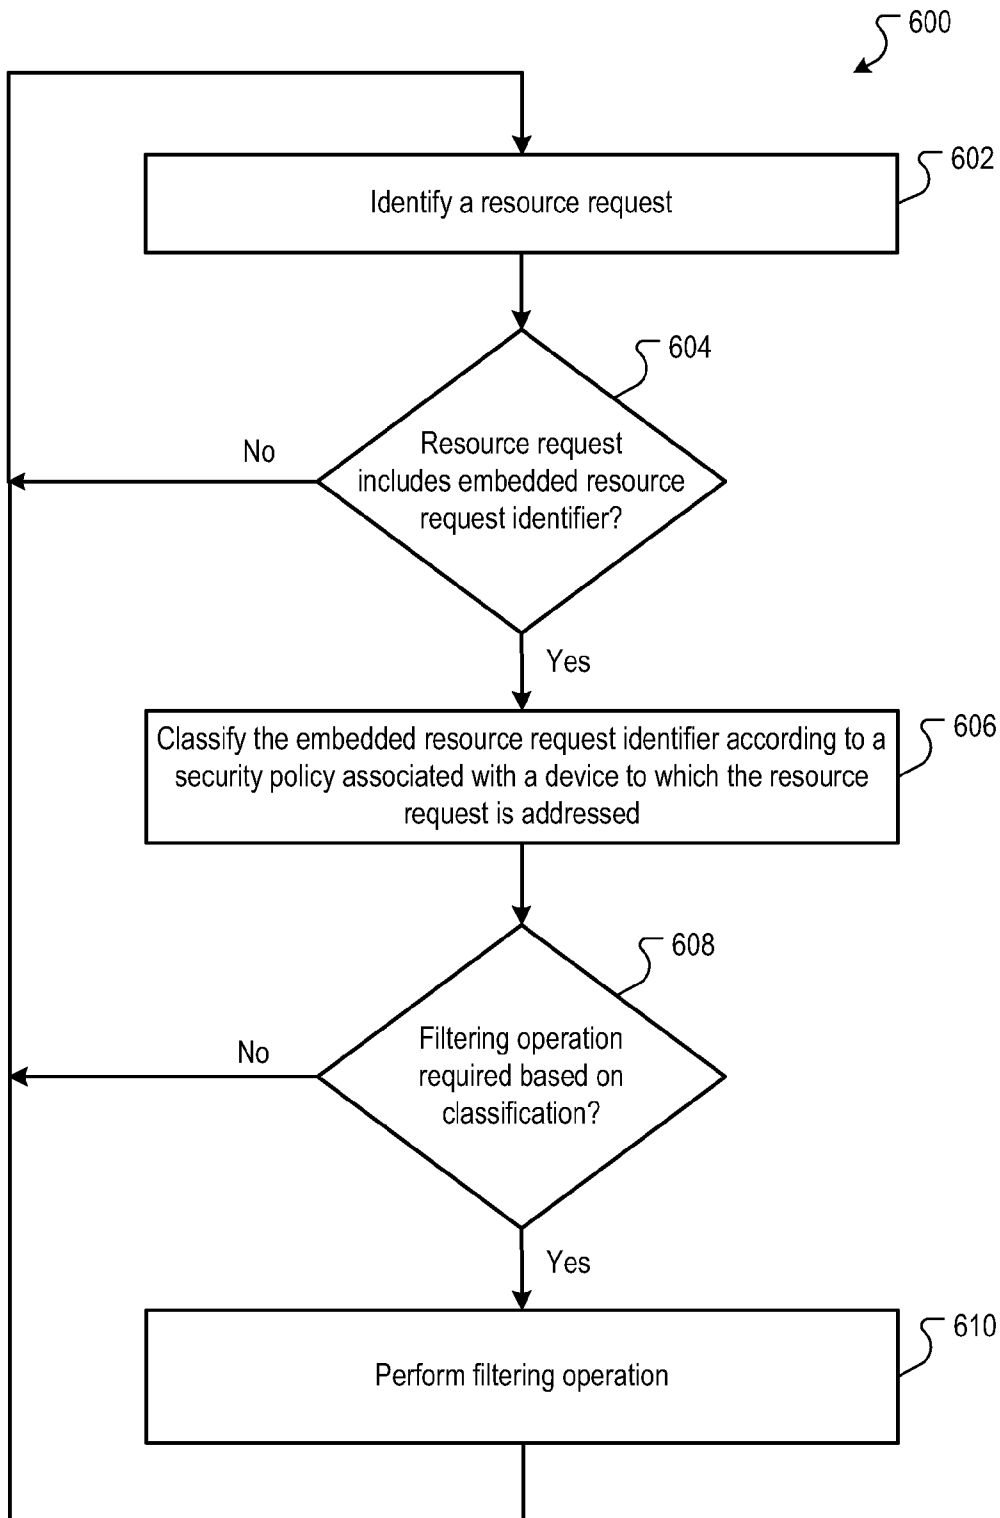 600
602
Identify a resource request
604
Resource request
includes embedded resource
request identifier?
No
Yes
606
Classify the embedded resource request identifier according to a
security policy associated with a device to which the resource
request is addressed
608
Filtering operation
required based on
classification?
No
Yes
610
Perform filtering operation